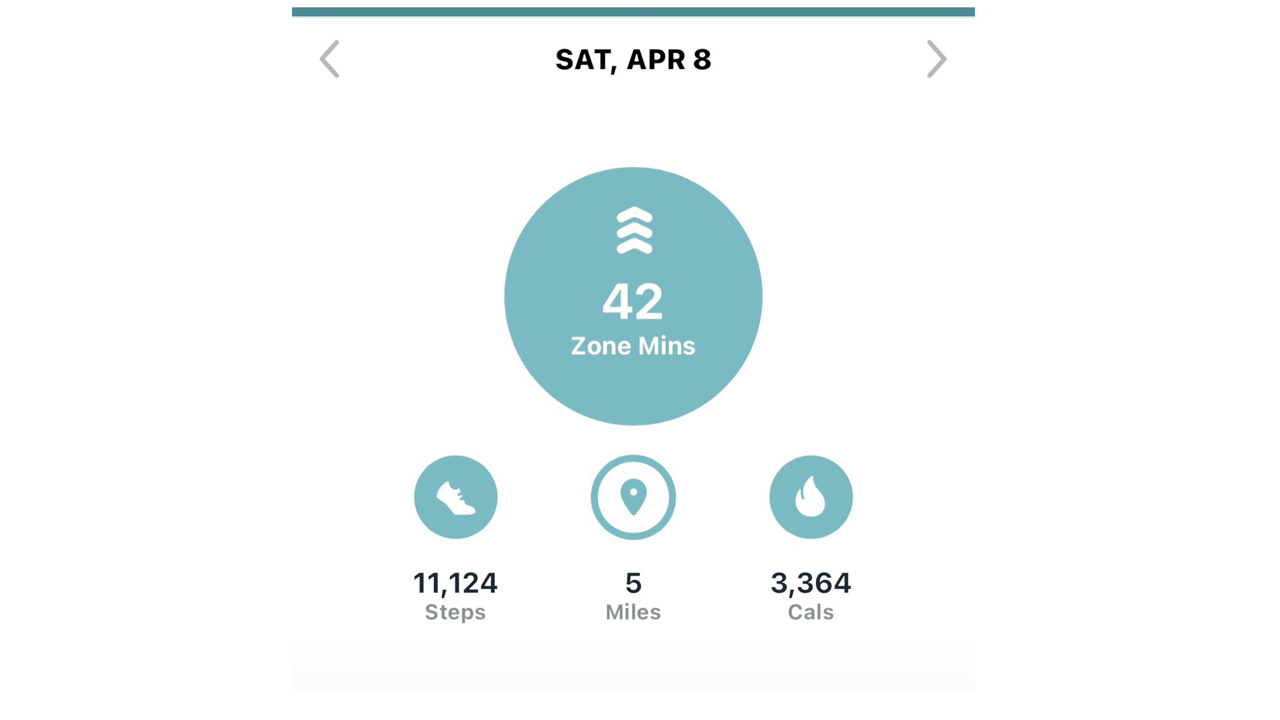 SAT, APR 8
42
Zone Mins
11,124 5 3,364
Steps Miles Cals